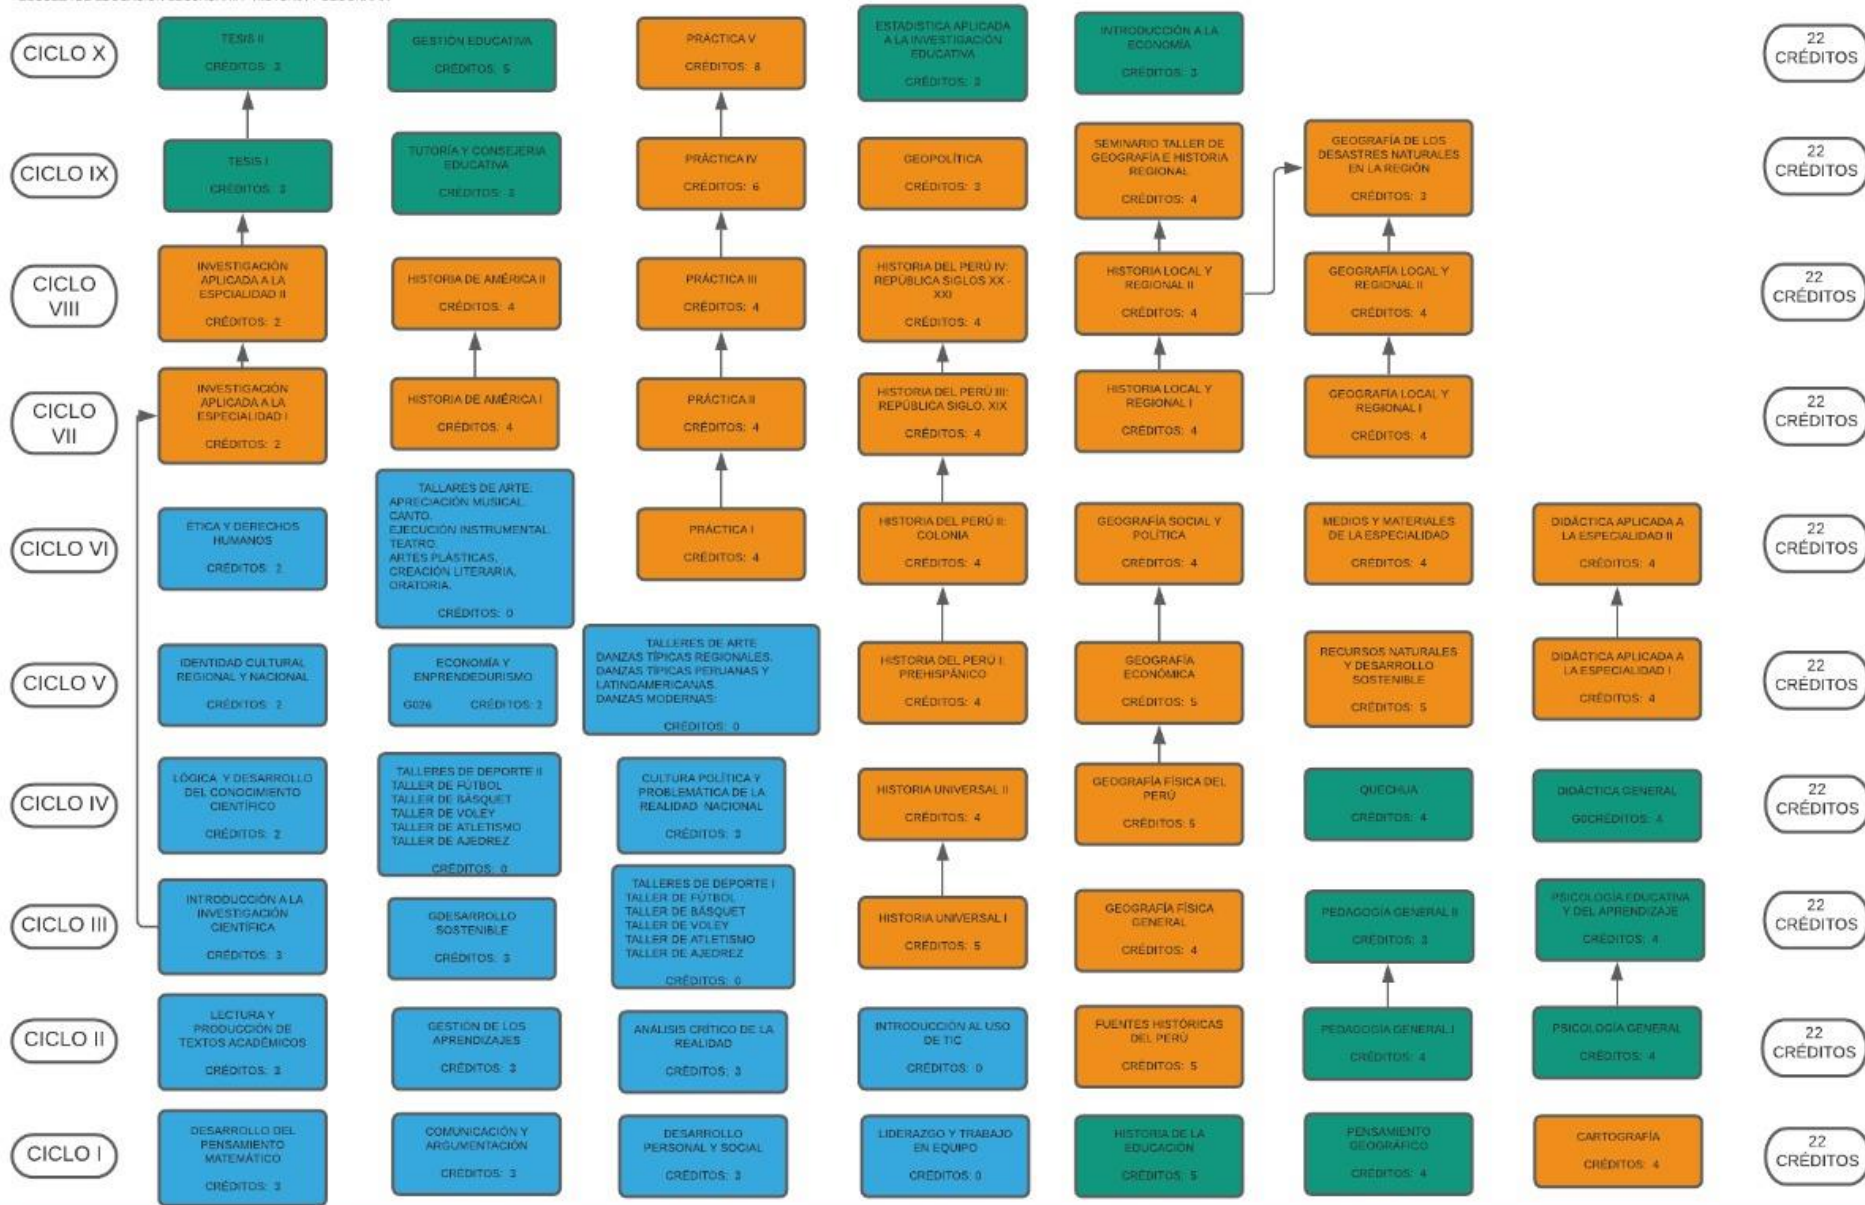 CICLO X
TESIS II
CRÉDITOS: 3
GESTIÓN EDUCATIVA
CRÉDITOS: 5
PRÁCTICA V
CRÉDITOS: 8
ESTADISTICA APLICADA
A LA INVESTIGACIÓN
EDUCATIVA
CRÉDITOS: 3
INTRODUCCIÓN A LA
ECONOMÍA
CRÉDITOS: 3
22
CRÉDITOS
CICLO IX
TESIS I
CRÉDITOS: 3
TUTORÍA Y CONSEJERIA
EDUCATIVA
CRÉDITOS: 3
PRÁCTICA IV
CRÉDITOS: 6
GEOPOLÍTICA
CRÉDITOS: 3
SEMINARIO TALLER DE
GEOGRAFÍA E HISTORIA
REGIONAL
CRÉDITOS: 4
GEOGRAFÍA DE LOS
DESASTRES NATURALES
EN LA REGIÓN
CRÉDITOS: 3
22
CRÉDITOS
CICLO
VIII
INVESTIGACIÓN
APLICADA A LA
ESPCIALIDAD II
CRÉDITOS: 2
HISTORIA DE AMÉRICA II
CRÉDITOS: 4
PRÁCTICA III
CRÉDITOS: 4
HISTORIA DEL PERÚ IV:
REPÚBLICA SIGLOS XX -
XXI
CRÉDITOS: 4
HISTORIA LOCAL Y
REGIONAL II
CRÉDITOS: 4
GEOGRAFÍA LOCAL Y
REGIONAL II
CRÉDITOS: 4
22
CRÉDITOS
CICLO
VII
INVESTIGACIÓN
APLICADA A LA
ESPECIALIDAD I
CRÉDITOS: 2
HISTORIA DE AMÉRICA I
CRÉDITOS: 4
PRÁCTICA II
CRÉDITOS: 4
HISTORIA DEL PERÚ III:
REPÚBLICA SIGLO. XIX
CRÉDITOS: 4
HISTORIA LOCAL Y
REGIONAL I
CRÉDITOS: 4
GEOGRAFÍA LOCAL Y
REGIONAL I
CRÉDITOS: 4
22
CRÉDITOS
CICLO VI
ÉTICA Y DERECHOS
HUMANOS
CRÉDITOS: 2
TALLARES DE ARTE:
APRECIACIÓN MUSICAL.
CANTO.
EJECUCIÓN INSTRUMENTAL.
TEATRO.
ARTES PLÁSTICAS.
CREACIÓN LITERARIA.
ORATORIA.
CRÉDITOS: 0
PRÁCTICA I
CRÉDITOS: 4
HISTORIA DEL PERÚ II:
COLONIA
CRÉDITOS: 4
GEOGRAFÍA SOCIAL Y
POLÍTICA
CRÉDITOS: 4
MEDIOS Y MATERIALES
DE LA ESPECIALIDAD
CRÉDITOS: 4
DIDÁCTICA APLICADA A
LA ESPECIALIDAD II
CRÉDITOS: 4
22
CRÉDITOS
CICLO V
IDENTIDAD CULTURAL
REGIONAL Y NACIONAL
CRÉDITOS: 2
ECONOMÍA Y
ENPRENDEDURISMO
G026 CRÉDITOS: 2
TALLERES DE ARTE
DANZAS TÍPICAS REGIONALES.
DANZAS TÍPICAS PERUANAS Y
LATINOAMERICANAS.
DANZAS MODERNAS:
CRÉDITOS: 0
HISTORIA DEL PERÚ I:
PREHISPÁNICO
CRÉDITOS: 4
GEOGRAFÍA
ECONÓMICA
CRÉDITOS: 5
RECURSOS NATURALES
Y DESARROLLO
SOSTENIBLE
CRÉDITOS: 5
DIDÁCTICA APLICADA A
LA ESPECIALIDAD I
CRÉDITOS: 4
22
CRÉDITOS
CICLO IV
LÓGICA Y DESARROLLO
DEL CONOCIMIENTO
CIENTÍFICO
CRÉDITOS: 2
TALLERES DE DEPORTE II
TALLER DE FÚTBOL
TALLER DE BÁSQUET
TALLER DE VOLEY
TALLER DE ATLETISMO
TALLER DE AJEDREZ
CRÉDITOS: 0
CULTURA POLÍTICA Y
PROBLEMÁTICA DE LA
REALIDAD NACIONAL
CRÉDITOS: 3
HISTORIA UNIVERSAL II
CRÉDITOS: 4
GEOGRAFÍA FÍSICA DEL
PERÚ
CRÉDITOS: 5
QUECHUA
CRÉDITOS: 4
DIDÁCTICA GENERAL
G0CRÉDITOS: 4
22
CRÉDITOS
CICLO III
INTRODUCCIÓN A LA
INVESTIGACIÓN
CIENTÍFICA
CRÉDITOS: 3
GDESARROLLO
SOSTENIBLE
CRÉDITOS: 3
TALLERES DE DEPORTE I
TALLER DE FÚTBOL
TALLER DE BÁSQUET
TALLER DE VOLEY
TALLER DE ATLETISMO
TALLER DE AJEDREZ
CRÉDITOS: 0
HISTORIA UNIVERSAL I
CRÉDITOS: 5
GEOGRAFÍA FÍSICA
GENERAL
CRÉDITOS: 4
PEDAGOGÍA GENERAL II
CRÉDITOS: 3
PSICOLOGÍA EDUCATIVA
Y DEL APRENDIZAJE
CRÉDITOS: 4
22
CRÉDITOS
CICLO II
LECTURA Y
PRODUCCIÓN DE
TEXTOS ACADÉMICOS
CRÉDITOS: 3
GESTIÓN DE LOS
APRENDIZAJES
CRÉDITOS: 3
ANÁLISIS CRÍTICO DE LA
REALIDAD
CRÉDITOS: 3
INTRODUCCIÓN AL USO
DE TIC
CRÉDITOS: 0
FUENTES HISTÓRICAS
DEL PERÚ
CRÉDITOS: 5
PEDAGOGÍA GENERAL I
CRÉDITOS: 4
PSICOLOGÍA GENERAL
CRÉDITOS: 4
22
CRÉDITOS
CICLO I
DESARROLLO DEL
PENSAMIENTO
MATEMÁTICO
CRÉDITOS: 3
COMUNICACIÓN Y
ARGUMENTACIÓN
CRÉDITOS: 3
DESARROLLO
PERSONAL Y SOCIAL
CRÉDITOS: 3
LIDERAZGO Y TRABAJO
EN EQUIPO
CRÉDITOS: 0
HISTORIA DE LA
EDUCACIÓN
CRÉDITOS: 5
PENSAMIENTO
GEOGRÁFICO
CRÉDITOS: 4
CARTOGRAFÍA
CRÉDITOS: 4
22
CRÉDITOS